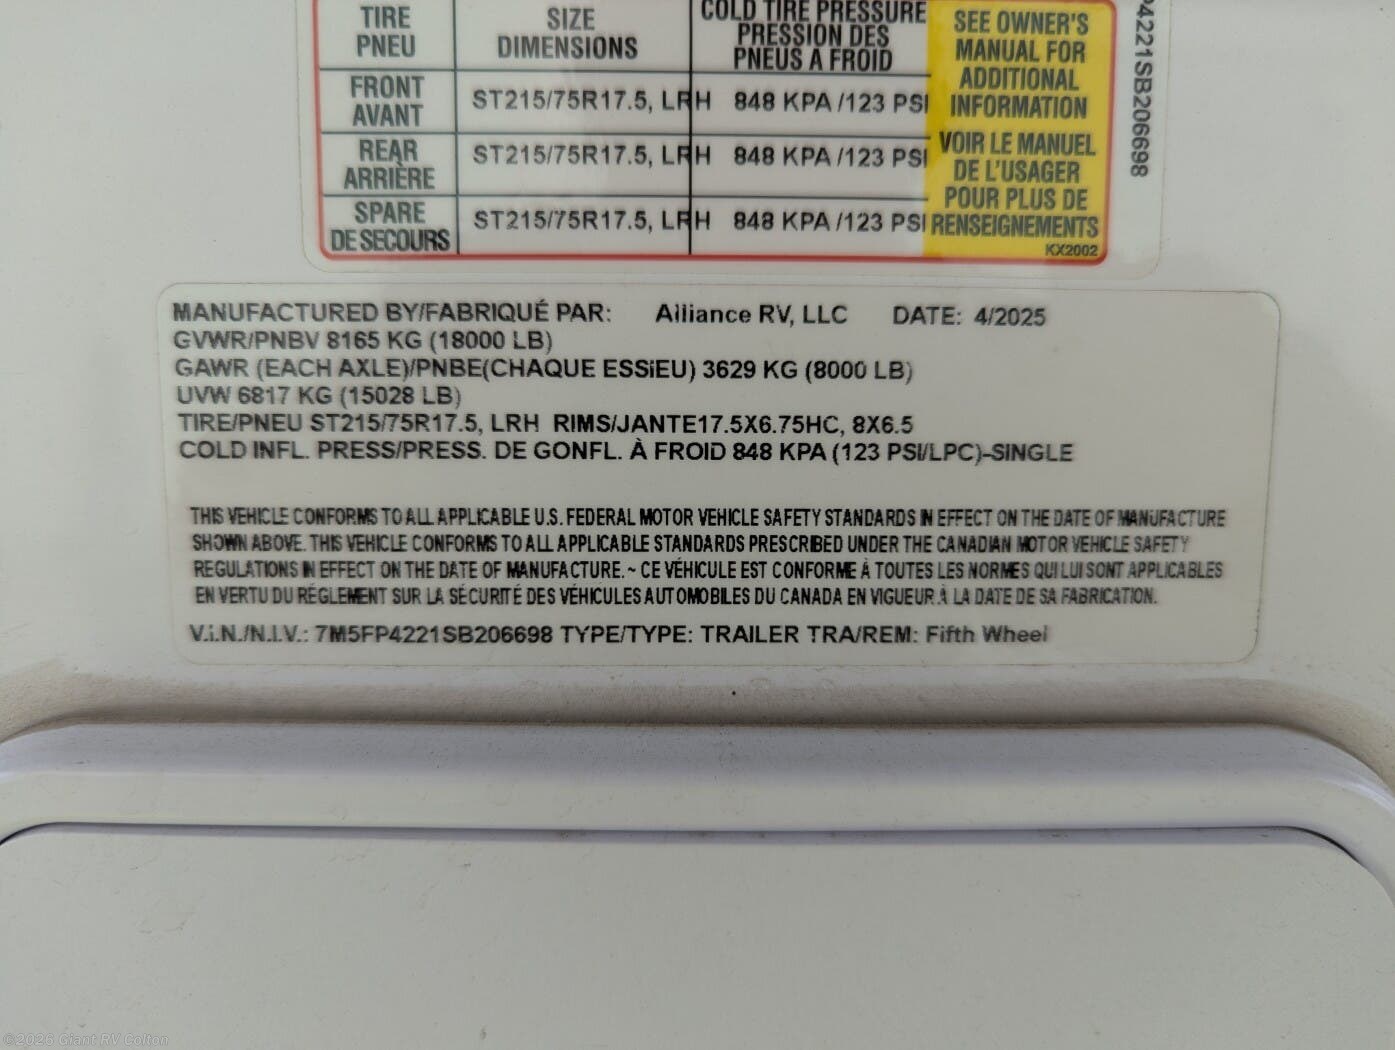 TIRE SIZE COLD TIRE PRESSURE
PNEU DIMENSIONS PRESSION DES
PNEUS A FROID
FRONT ST215/75R17.5, LRH 848 KPA /123 PSI
AVANT
REAR ST215/75R17.5, LRH 848 KPA /123 PSI
ARRIÈRE
SPARE ST215/75R17.5, LRH 848 KPA /123 PSI
DE SECOURS
SEE OWNER'S
MANUAL FOR
ADDITIONAL
INFORMATION
VOIR LE MANUEL
DE L'USAGER
POUR PLUS DE
RENSEIGNEMENTS
KX2002
P4221SB206698
MANUFACTURED BY/FABRIQUÉ PAR: Alliance RV, LLC DATE: 4/2025
GVWR/PNBV 8165 KG (18000 LB)
GAWR (EACH AXLE)/PNBE(CHAQUE ESSiEU) 3629 KG (8000 LB)
UVW 6817 KG (15028 LB)
TIRE/PNEU ST215/75R17.5, LRH RIMS/JANTE17.5X6.75HC, 8X6.5
COLD INFL. PRESS/PRESS. DE GONFL. À FROID 848 KPA (123 PSI/LPC)-SINGLE
THIS VEHICLE CONFORMS TO ALL APPLICABLE U.S. FEDERAL MOTOR VEHICLE SAFETY STANDARDS IN EFFECT ON THE DATE OF MANUFACTURE
SHOWN ABOVE. THIS VEHICLE CONFORMS TO ALL APPLICABLE STANDARDS PRESCRIBED UNDER THE CANADIAN MOTOR VEHICLE SAFETY
REGULATIONS IN EFFECT ON THE DATE OF MANUFACTURE. ~ CE VÉHICULE EST CONFORME À TOUTES LES NORMES QUI LUI SONT APPLICABLES
EN VERTU DU RÉGLEMENT SUR LA SÉCURITÉ DES VÉHICULES AUTOMOBILES DU CANADA EN VIGUEUR À LA DATE DE SA FABRICATION.
V.I.N./N.I.V.: 7M5FP4221SB206698 TYPE/TYPE: TRAILER TRA/REM: Fifth Wheel
©2025 Giant RV Colton